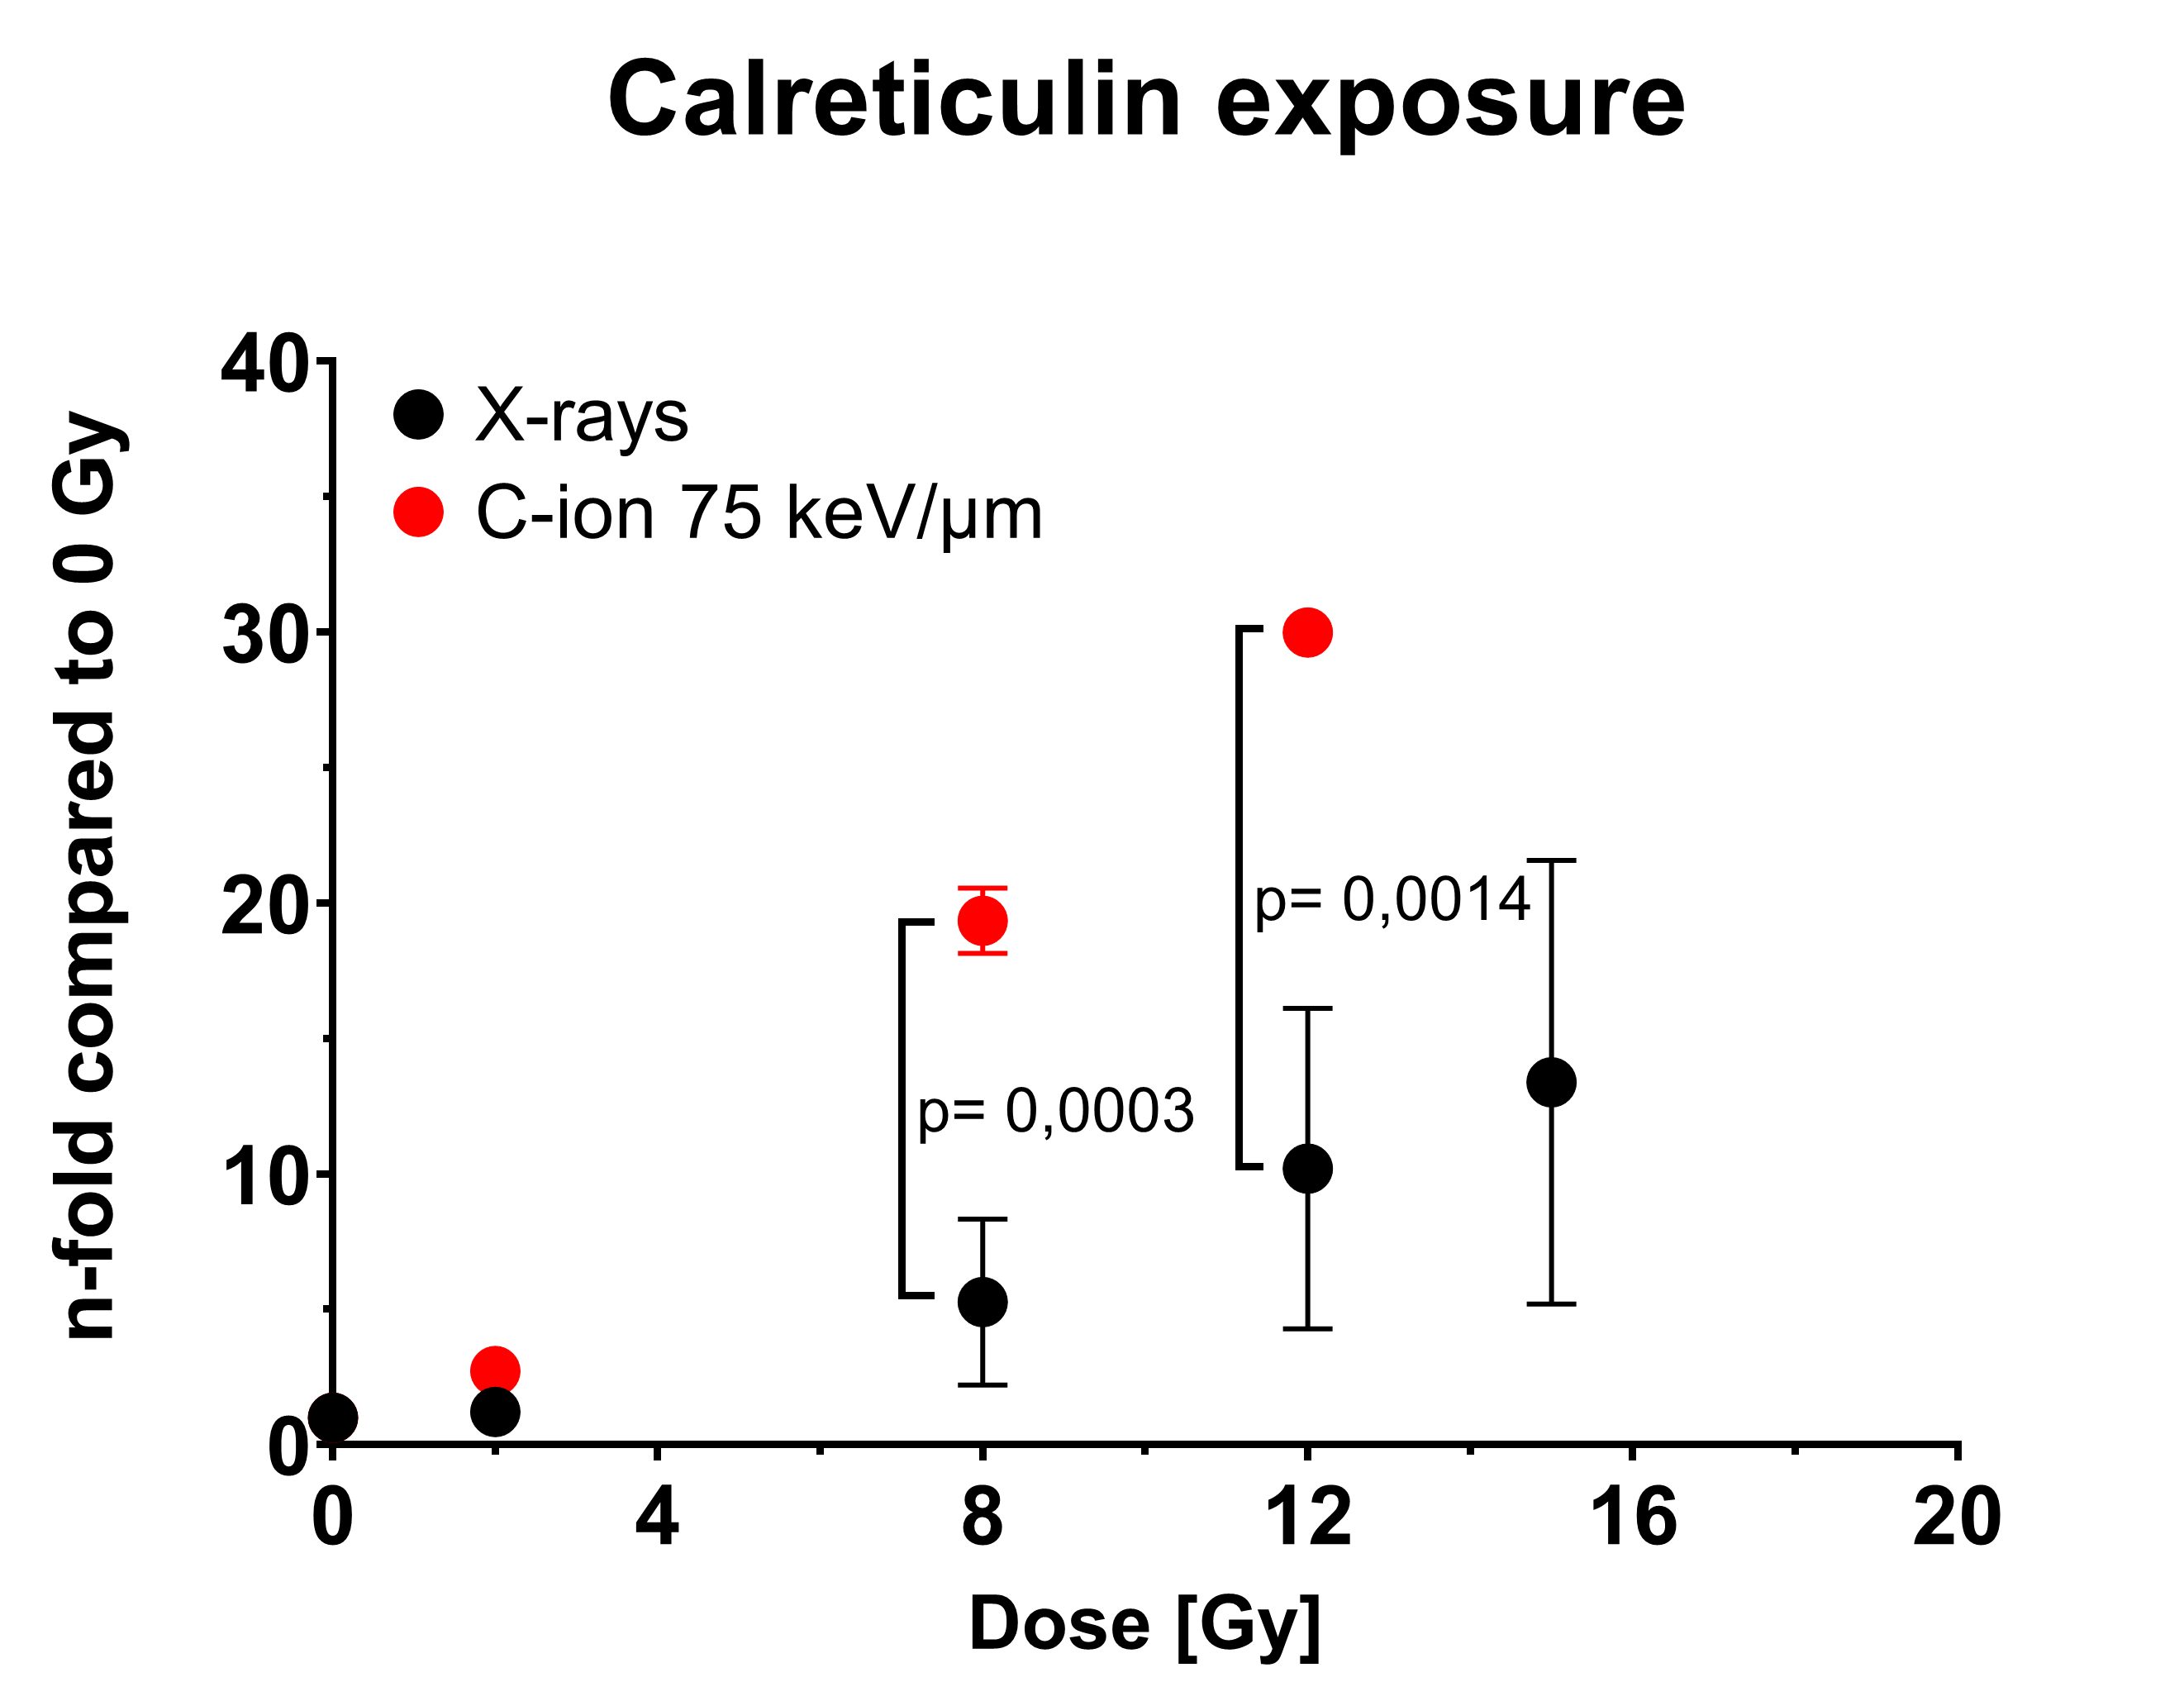 Calreticulin exposure
n-fold compared to 0 Gy
40
30
20
10
0
X-rays
C-ion 75 keV/µm
p= 0,0014
p= 0,0003
0 4 8 12 16 20
Dose [Gy]